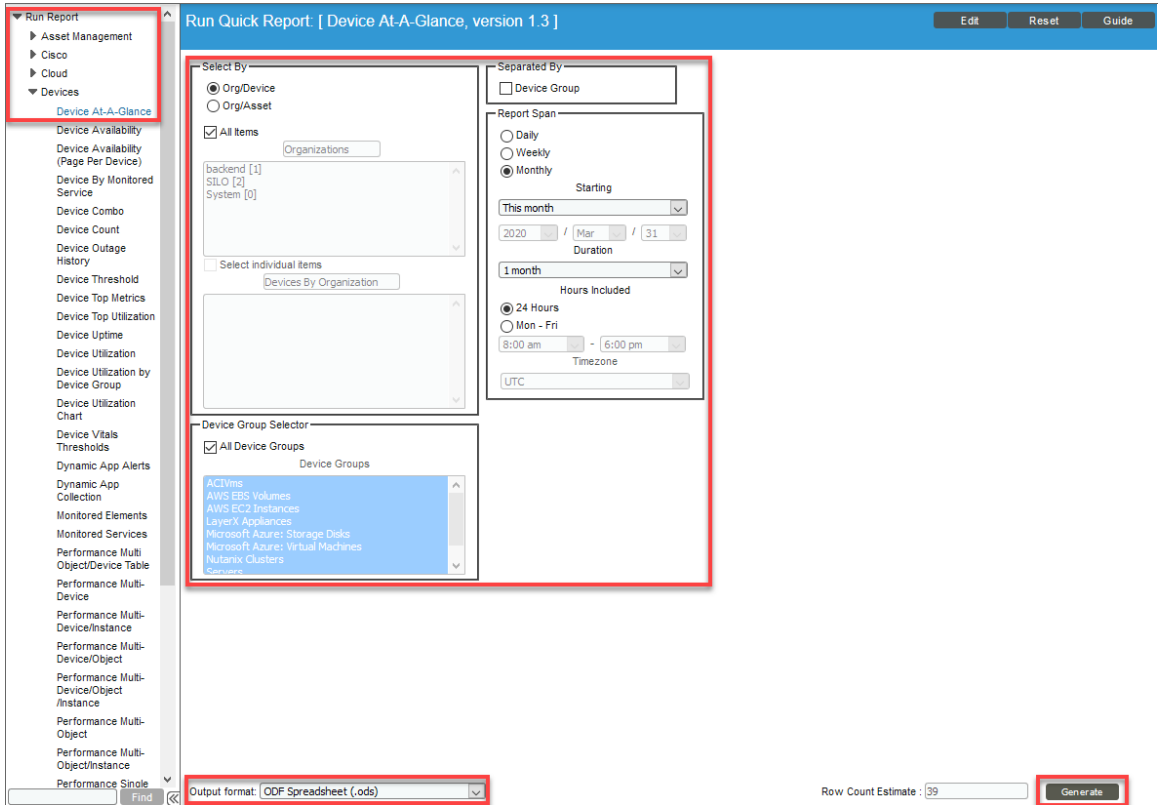 Run Report
Asset Management
Cisco
Cloud
Devices
Device At-A-Glance
Device Availability
Device Availability
(Page Per Device)
Device By Monitored
Service
Device Combo
Device Count
Device Outage
History
Device Threshold
Device Top Metrics
Device Top Utilization
Device Uptime
Device Utilization
Device Utilization by
Device Group
Device Utilization
Chart
Device Vitals
Thresholds
Dynamic App Alerts
Dynamic App
Collection
Monitored Elements
Monitored Services
Performance Multi
Object/Device Table
Performance Multi-
Device
Performance Multi-
Device/Instance
Performance Multi-
Device/Object
Performance Multi-
Device/Object
/Instance
Performance Multi-
Object
Performance Multi-
Object/Instance
Performance Single
Find
Run Quick Report: [ Device At-A-Glance, version 1.3 ]
Edit
Reset
Guide
Select By
Org/Device
Org/Asset
All Items
Organizations
backend [1]
SILO [2]
System [0]
Select individual items
Devices By Organization
Device Group Selector
All Device Groups
Device Groups
ACIVms
AWS EBS Volumes
AWS EC2 Instances
LayerX Appliances
Microsoft Azure: Storage Disks
Microsoft Azure: Virtual Machines
Nutanix Clusters
Servers
Separated By
Device Group
Report Span
Daily
Weekly
Monthly
Starting
This month
2020 / Mar / 31
Duration
1 month
Hours Included
24 Hours
Mon - Fri
8:00 am - 6:00 pm
Timezone
UTC
Output format: ODF Spreadsheet (.ods)
Row Count Estimate : 39
Generate